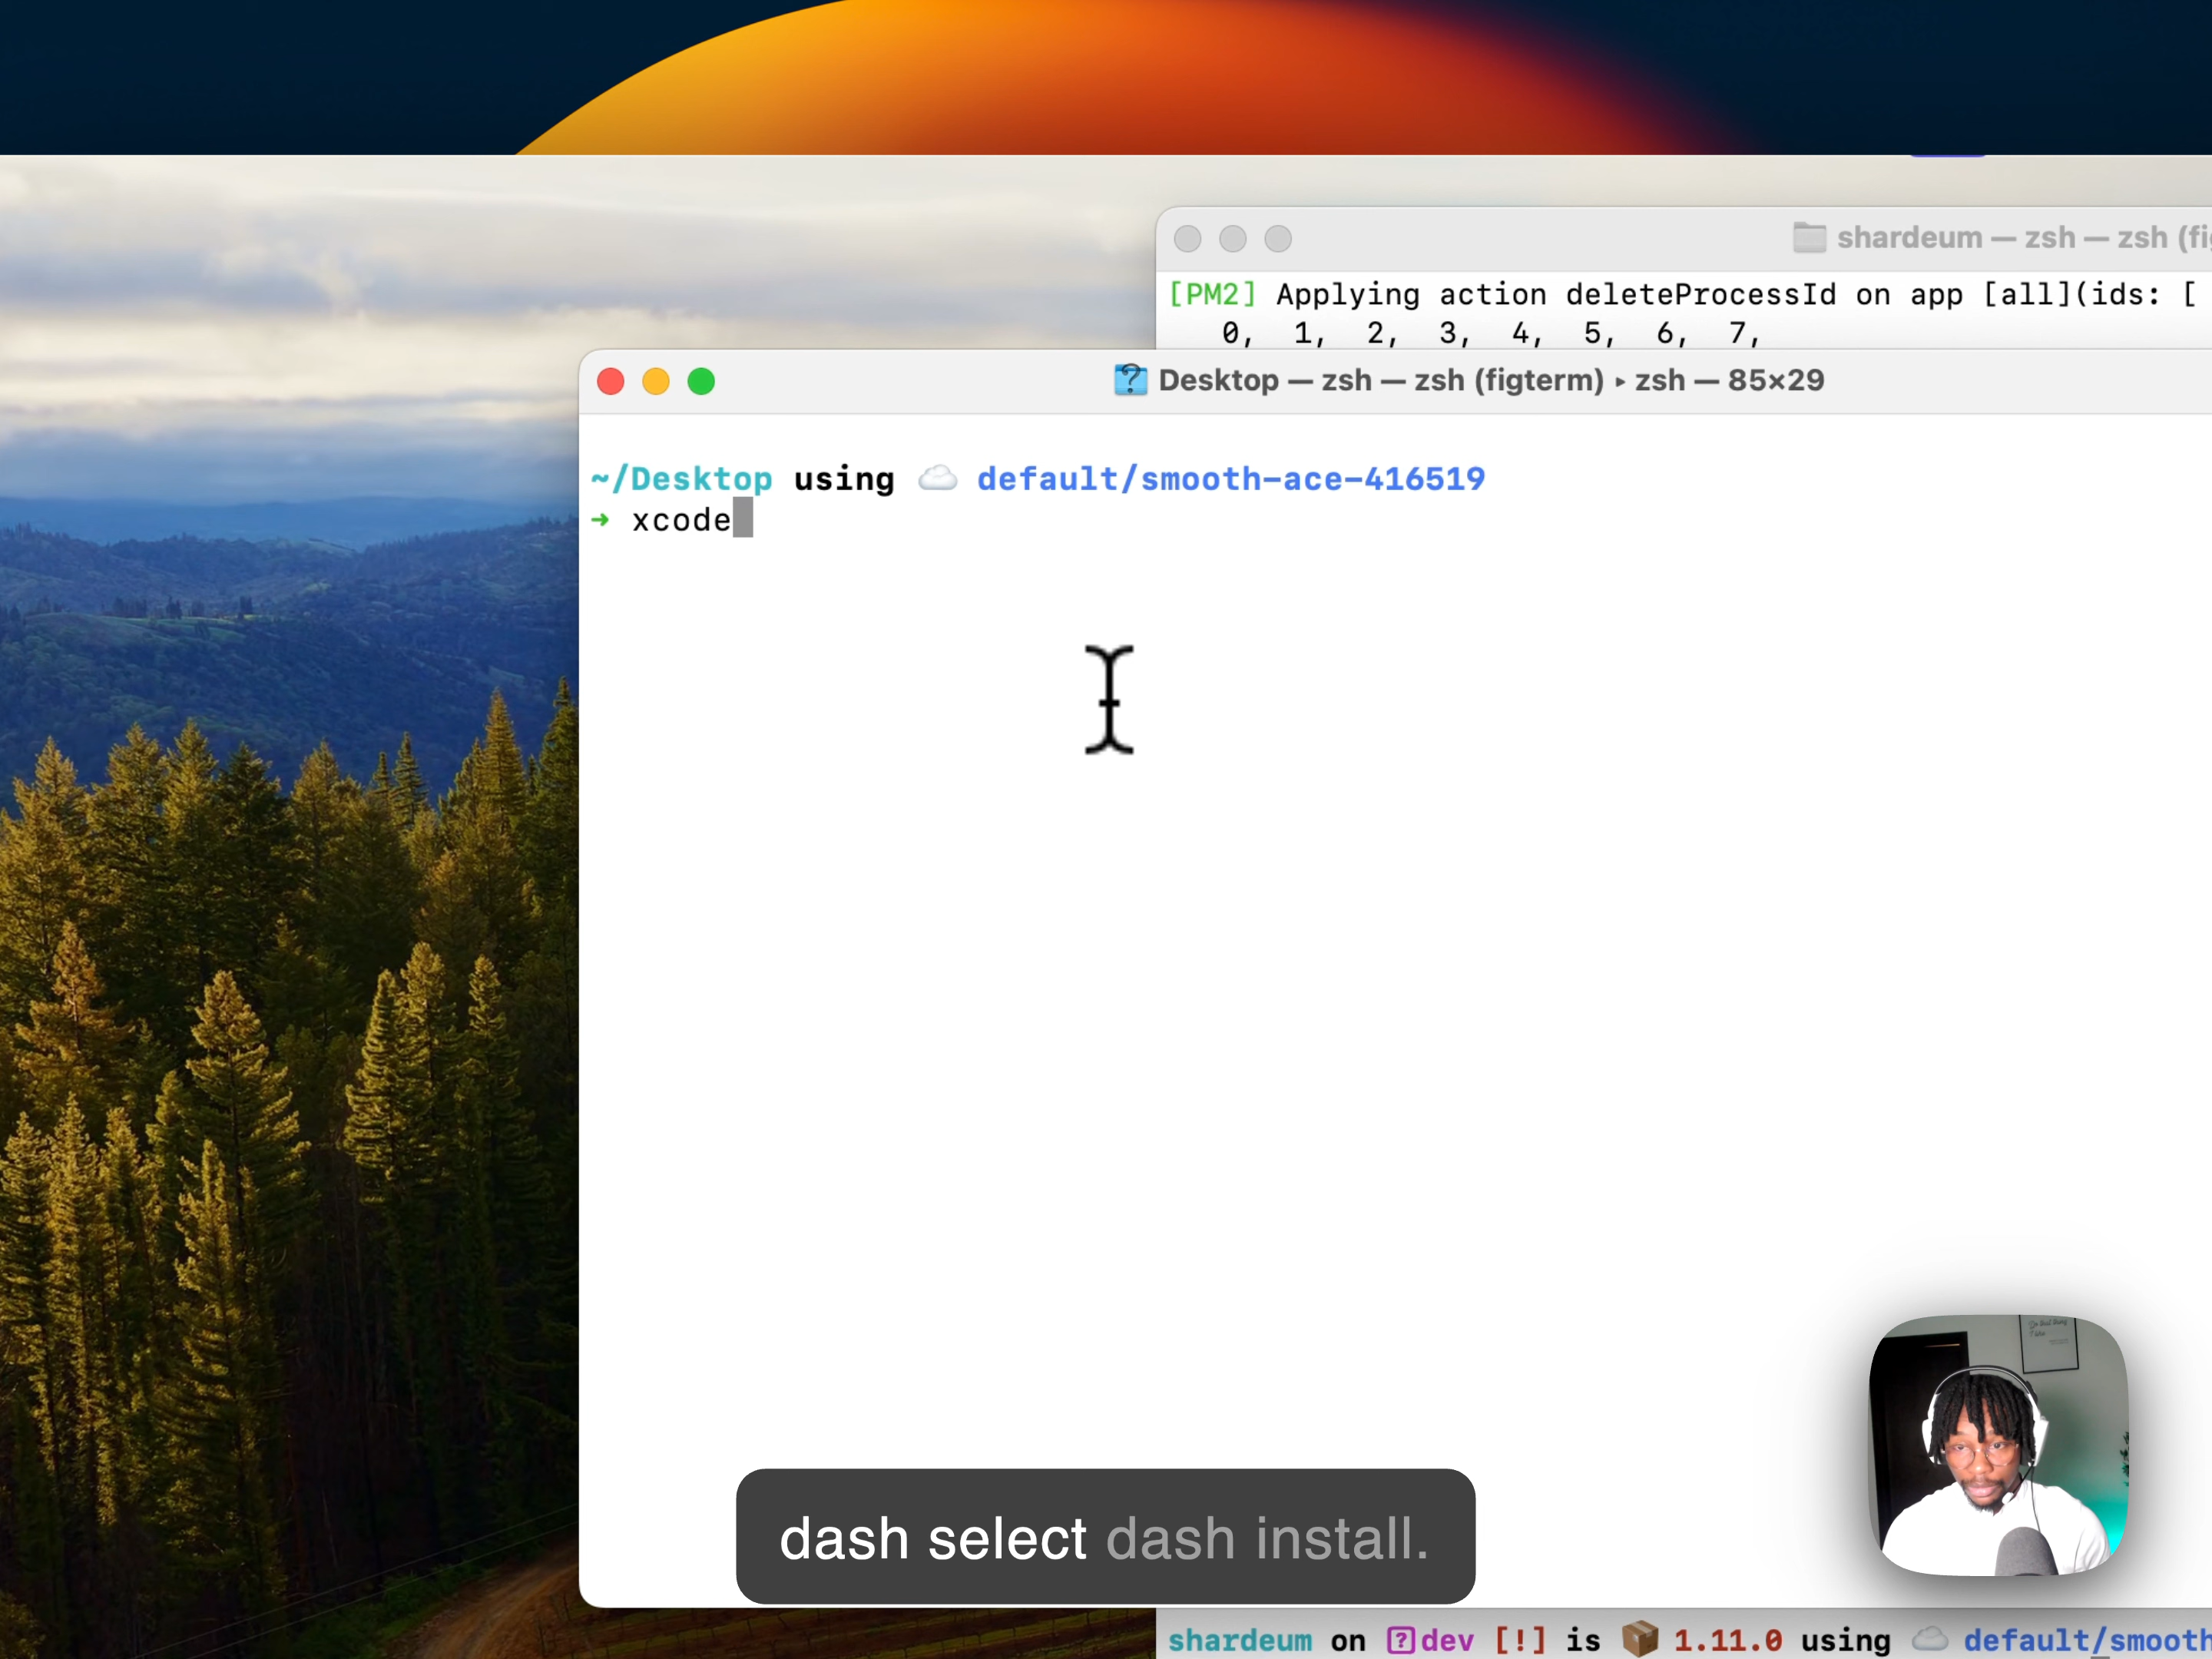 shardeum — zsh — zsh
[PM2] Applying action deleteProcessId on app [all](ids: [
0, 1, 2, 3, 4, 5, 6, 7,
Desktop — zsh — zsh (figterm) ▸ zsh — 85×29
~/Desktop using ☁️ default/smooth-ace-416519
➜ xcode
dash select dash install.
shardeum on [?]dev [!] is 📦 1.11.0 using ☁️ default/smooth